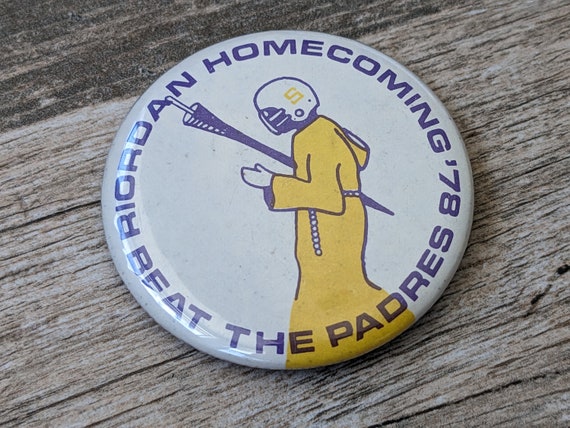 RIORDAN HOMECOMING '78
BEAT THE PADRES
S